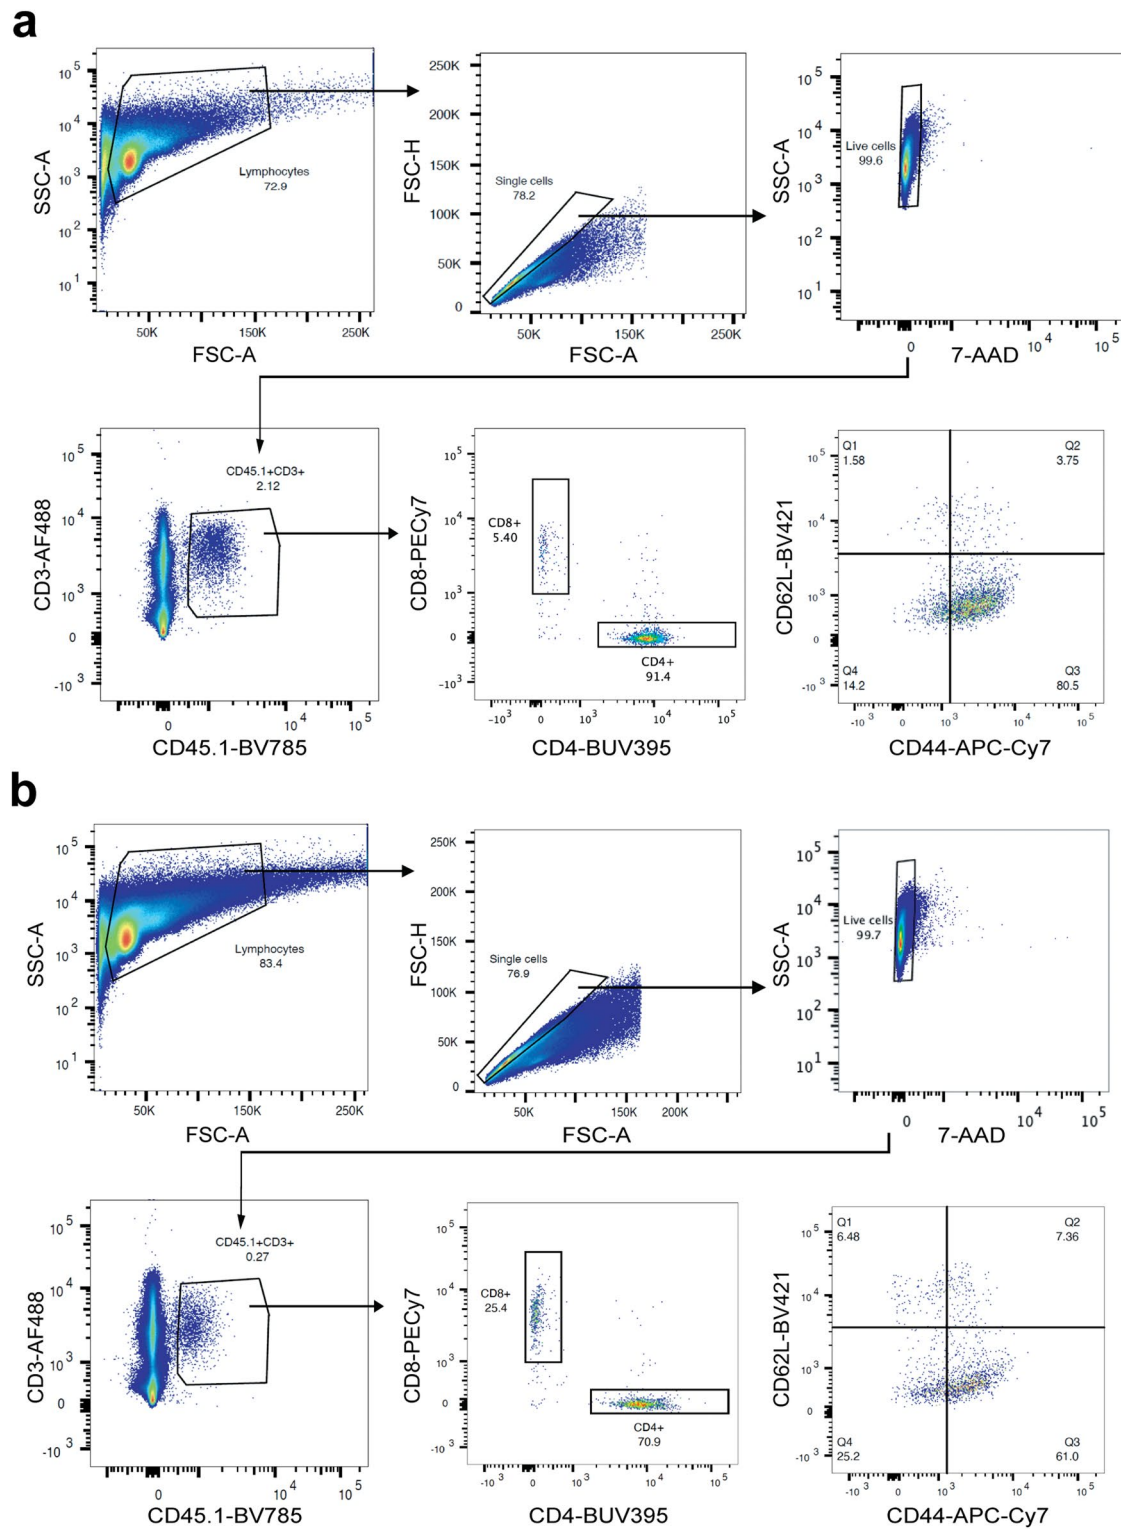 a
SSC-A
10 5
10 4
10 3
10 2
10 1
Lymphocytes
72.9
50K 150K 250K
FSC-A
FSC-H
250K
200K
150K
100K
50K
0
Single cells
78.2
50K 150K 250K
FSC-A
SSC-A
10 5
10 4
10 3
10 2
10 1
Live cells
99.6
0 10 4 10 5
7-AAD
CD3-AF488
10 5
10 4
10 3
0
-10 3
CD45.1+CD3+
2.12
0 10 4 10 5
CD45.1-BV785
CD8-PECy7
10 5
10 4
10 3
0
-10 3
CD8+
5.40
CD4+
91.4
-10 3 0 10 3 10 4 10 5
CD4-BUV395
CD62L-BV421
10 5
10 4
10 3
0
-10 3
Q1
1.58
Q2
3.75
Q4
14.2
Q3
80.5
-10 3 0 10 3 10 4 10 5
CD44-APC-Cy7
b
SSC-A
10 5
10 4
10 3
10 2
10 1
Lymphocytes
83.4
50K 150K 250K
FSC-A
FSC-H
250K
200K
150K
100K
50K
0
Single cells
76.9
50K 150K 200K
FSC-A
SSC-A
10 5
10 4
10 3
10 2
10 1
Live cells
99.7
0 10 4 10 5
7-AAD
CD3-AF488
10 5
10 4
10 3
0
-10 3
CD45.1+CD3+
0.27
0 10 4 10 5
CD45.1-BV785
CD8-PECy7
10 5
10 4
10 3
0
-10 3
CD8+
25.4
CD4+
70.9
-10 3 0 10 3 10 4 10 5
CD4-BUV395
CD62L-BV421
10 5
10 4
10 3
0
-10 3
Q1
6.48
Q2
7.36
Q4
25.2
Q3
61.0
-10 3 0 10 3 10 4 10 5
CD44-APC-Cy7